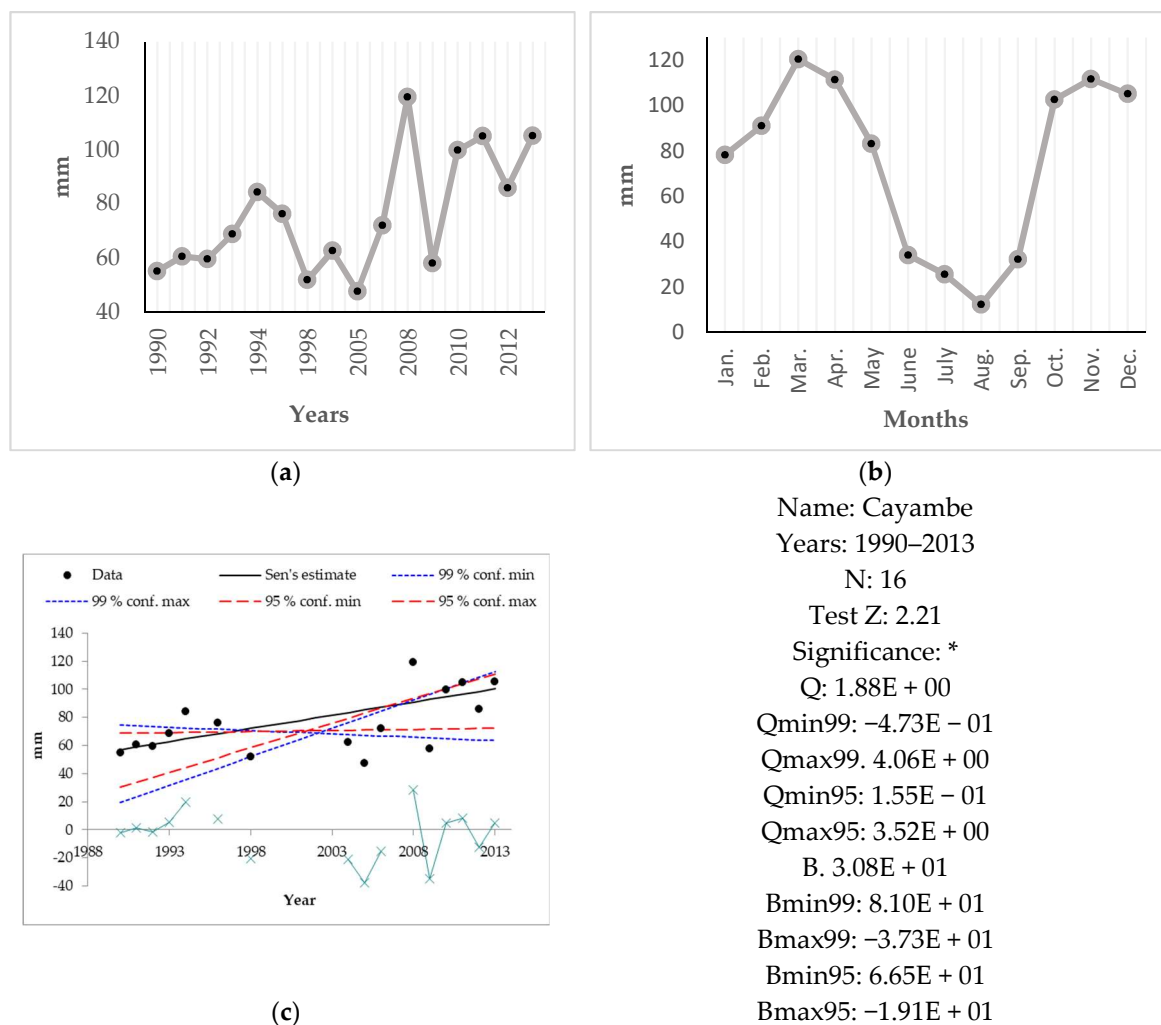 140
120
100
80
60
40
mm
1990
1992
1994
1998
2005
2008
2010
2012
Years
(a)
120
100
80
60
40
20
0
mm
Jan.
Feb.
Mar.
Apr.
May
June
July
Aug.
Sep.
Oct.
Nov.
Dec.
Months
(b)
Data Sen's estimate 99 % conf. min
99 % conf. max 95 % conf. min 95 % conf. max
140
120
100
80
60
40
20
0
-20
-40
mm
1988 1993 1998 2003 2008 2013
Year
(c)
Name: Cayambe
Years: 1990–2013
N: 16
Test Z: 2.21
Significance: *
Q: 1.88E + 00
Qmin99: −4.73E − 01
Qmax99. 4.06E + 00
Qmin95: 1.55E − 01
Qmax95: 3.52E + 00
B. 3.08E + 01
Bmin99: 8.10E + 01
Bmax99: −3.73E + 01
Bmin95: 6.65E + 01
Bmax95: −1.91E + 01